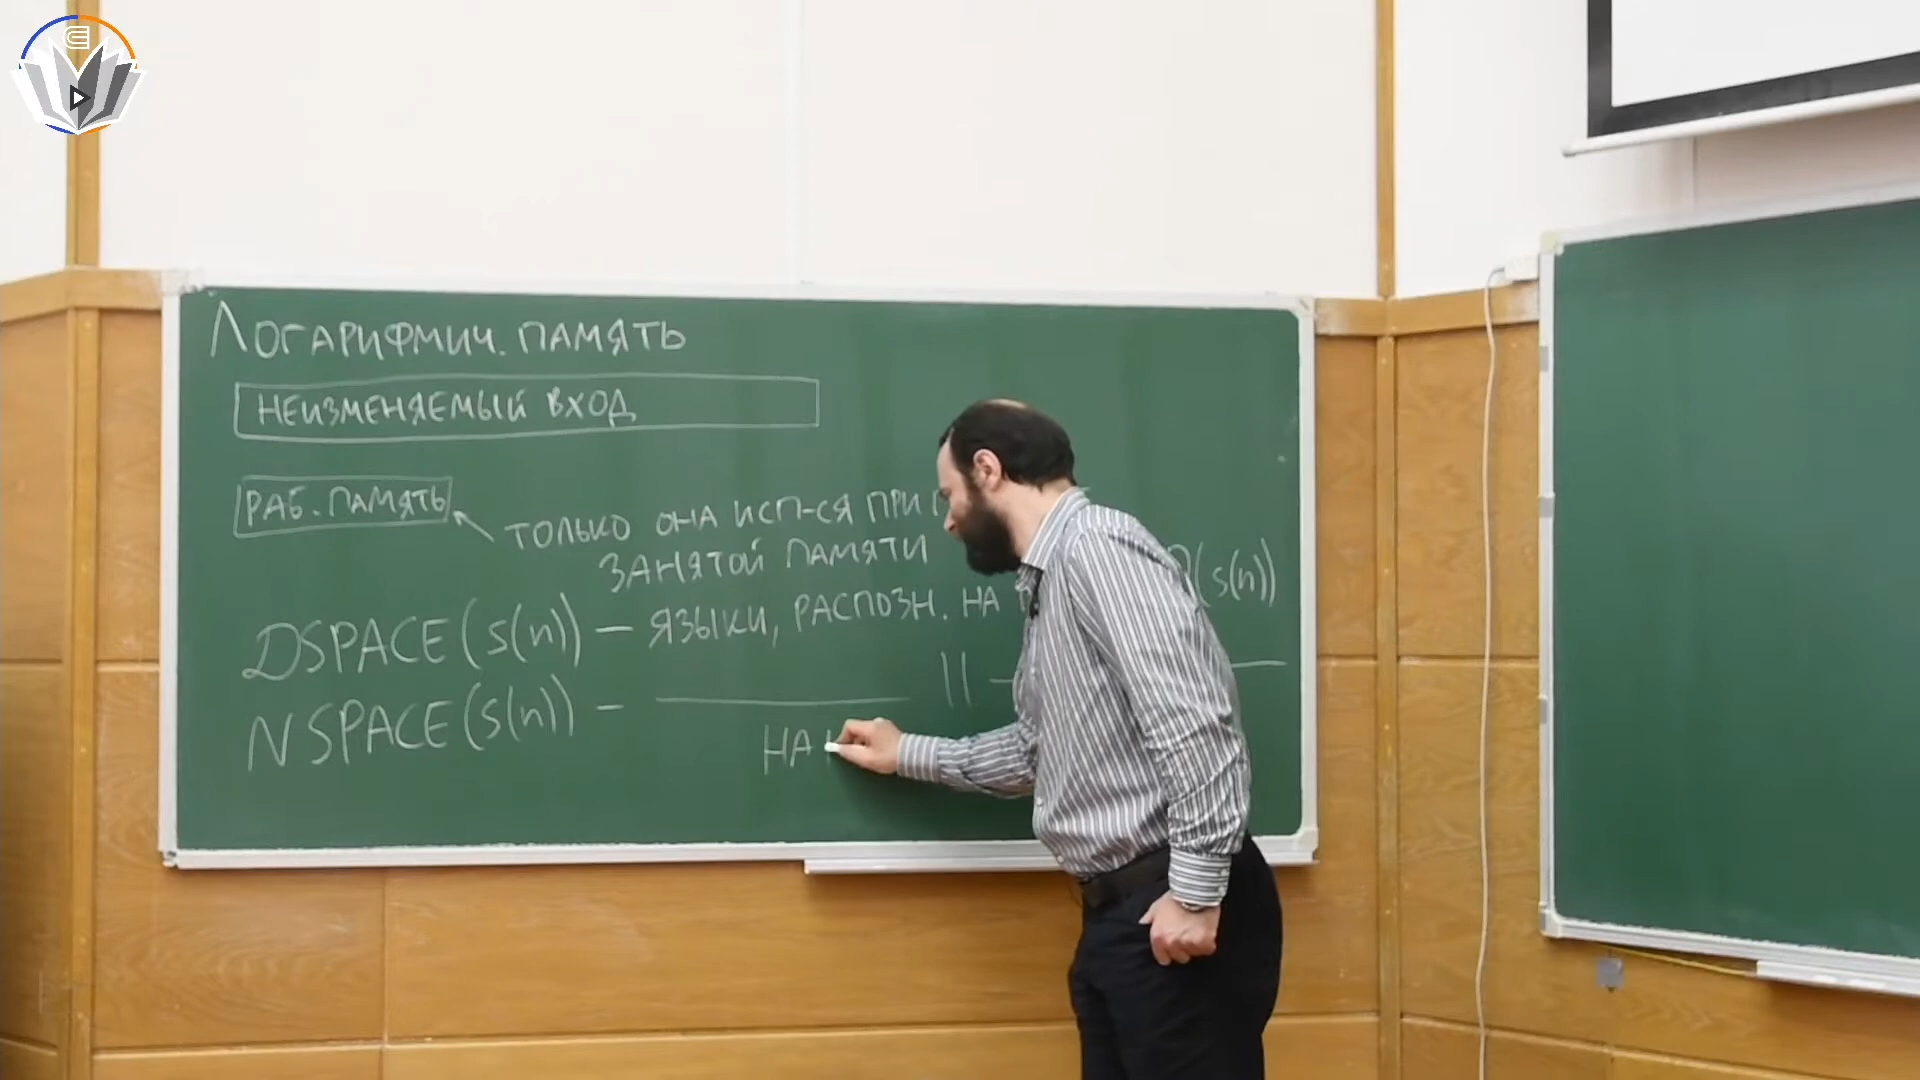 ЛОГАРИФМИЧ. ПАМЯТЬ
НЕИЗМЕНЯЕМЫЙ ВХОД
РАБ. ПАМЯТЬ
ТОЛЬКО ОНА ИСП-СЯ ПРИ
ЗАНЯТОЙ ПАМЯТИ
DSPACE(s(n)) — ЯЗЫКИ, РАСПОЗН. НА (s(n))
NSPACE(s(n)) — ———— || —
НА